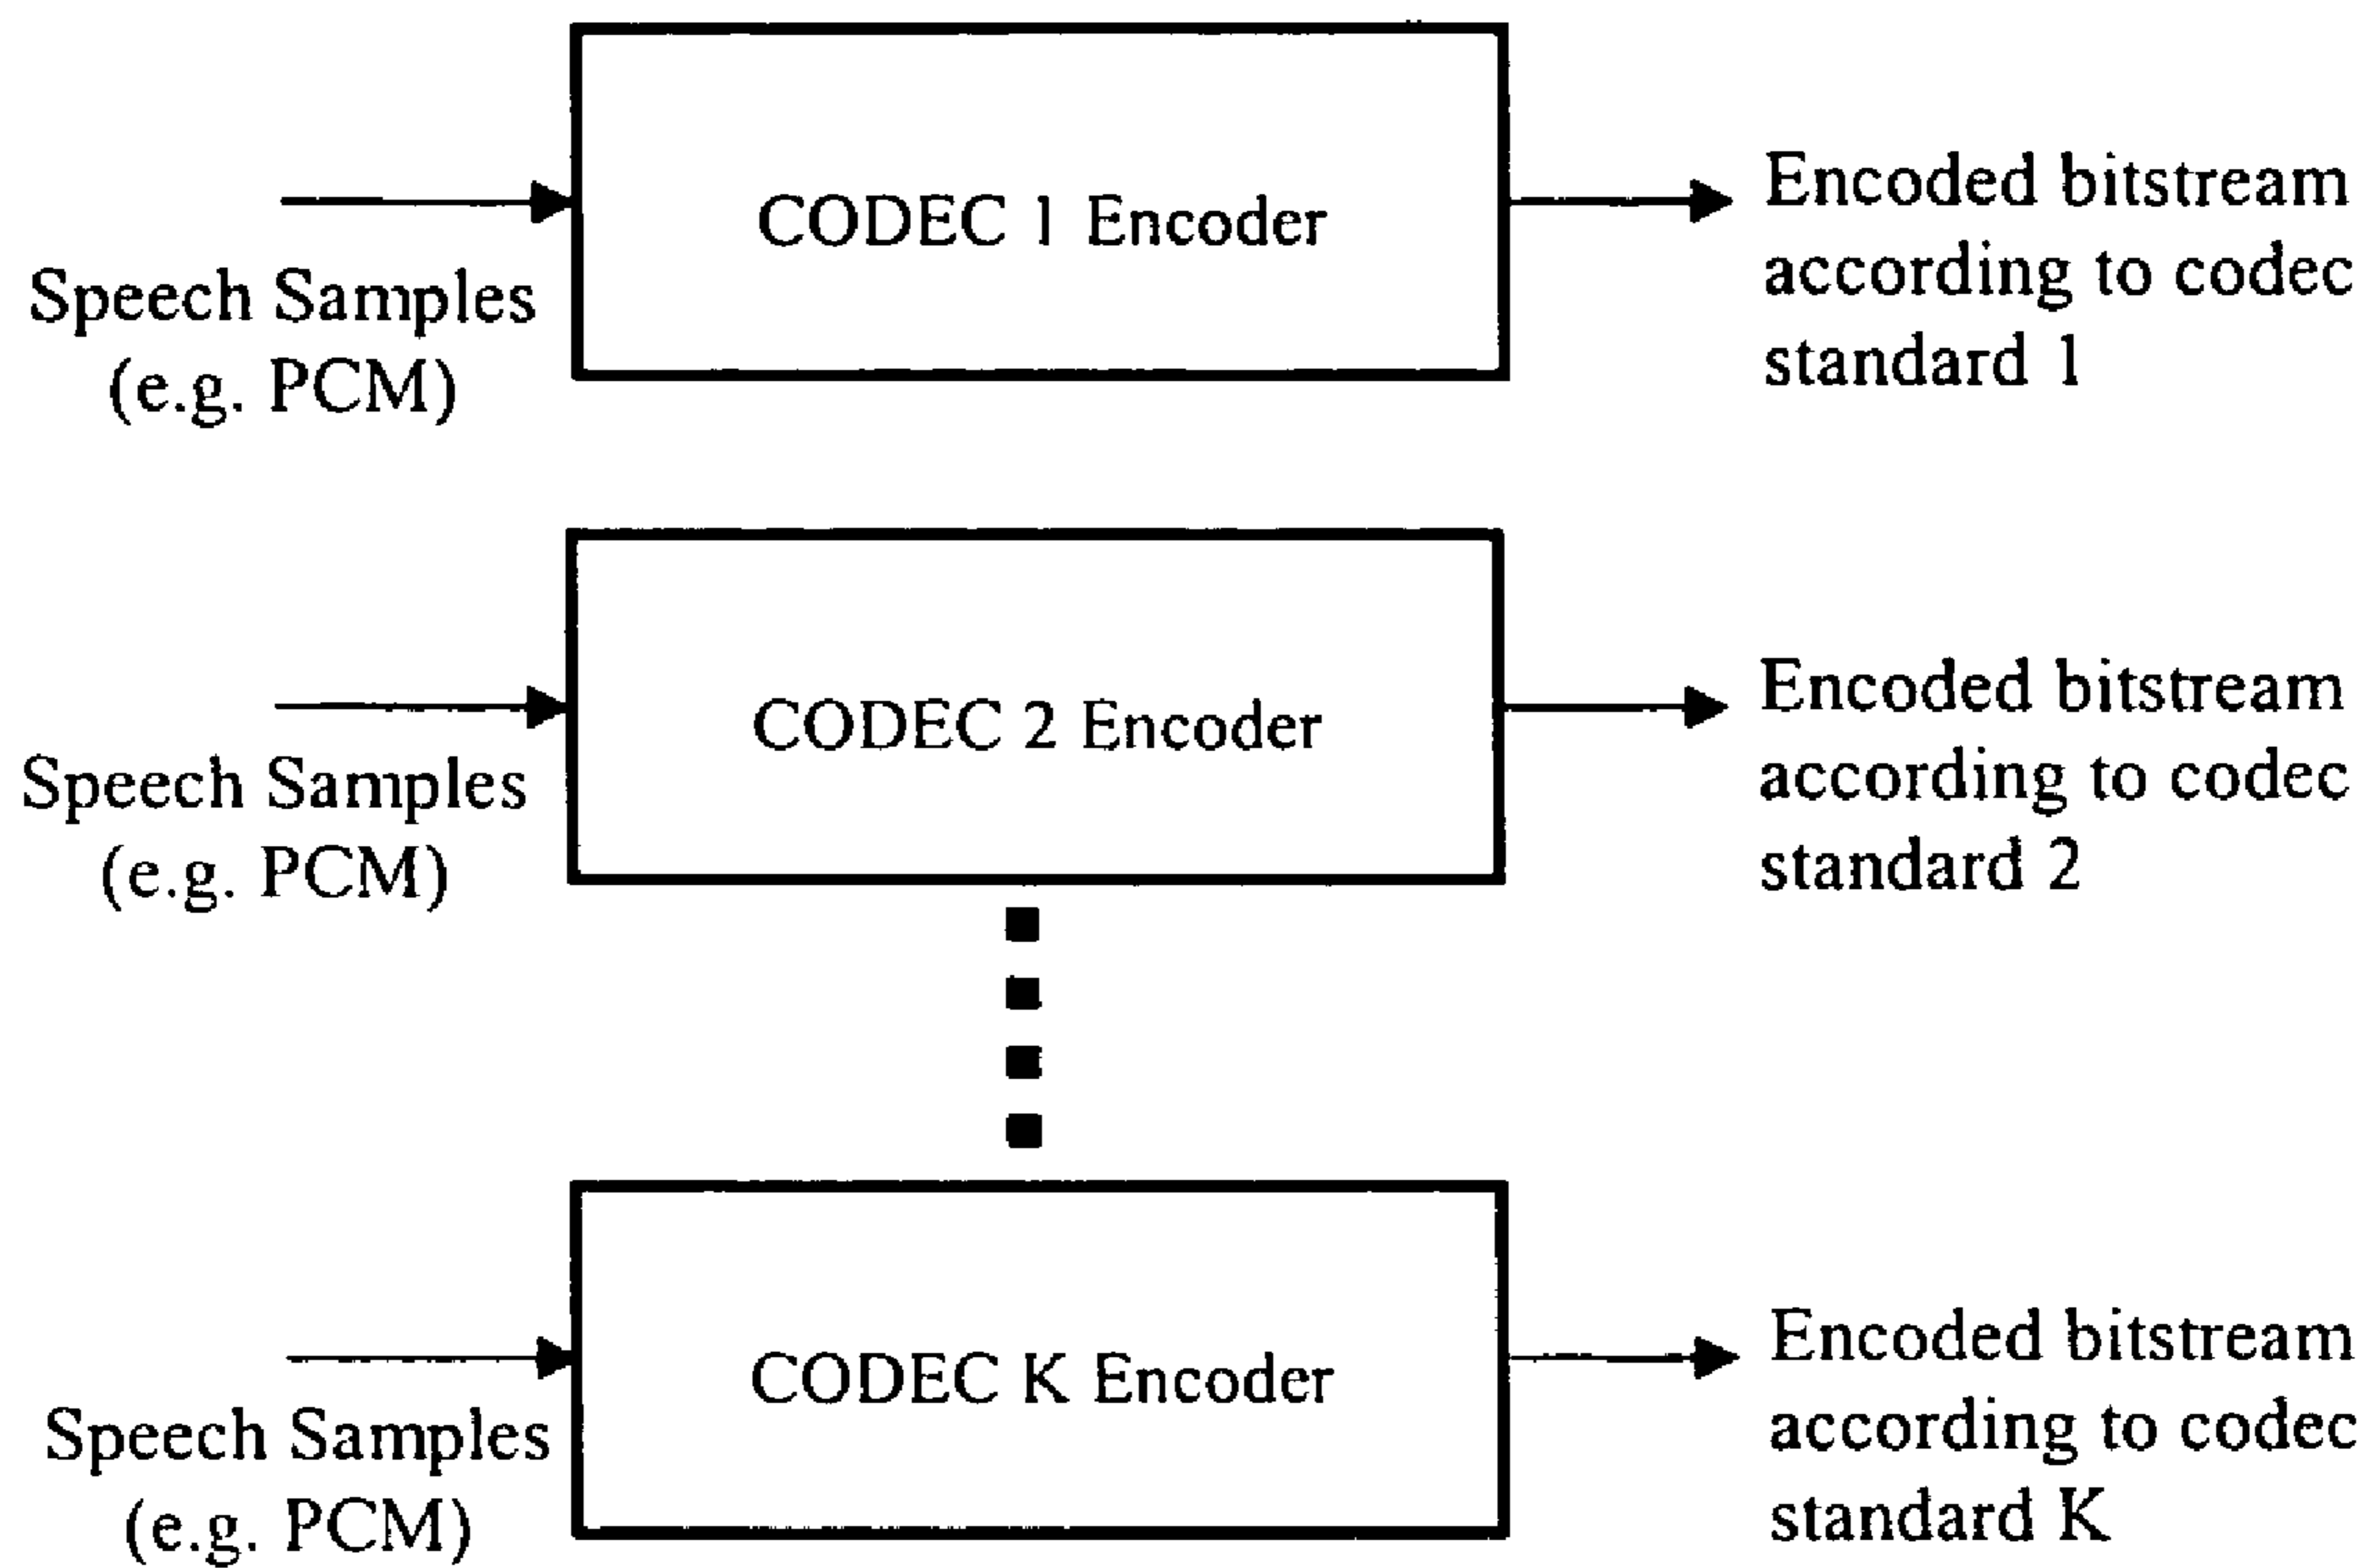 Speech Samples
(e.g. PCM)
CODEC 1 Encoder
Encoded bitstream
according to codec
standard 1
Speech Samples
(e.g. PCM)
CODEC 2 Encoder
Encoded bitstream
according to codec
standard 2
Speech Samples
(e.g. PCM)
CODEC K Encoder
Encoded bitstream
according to codec
standard K